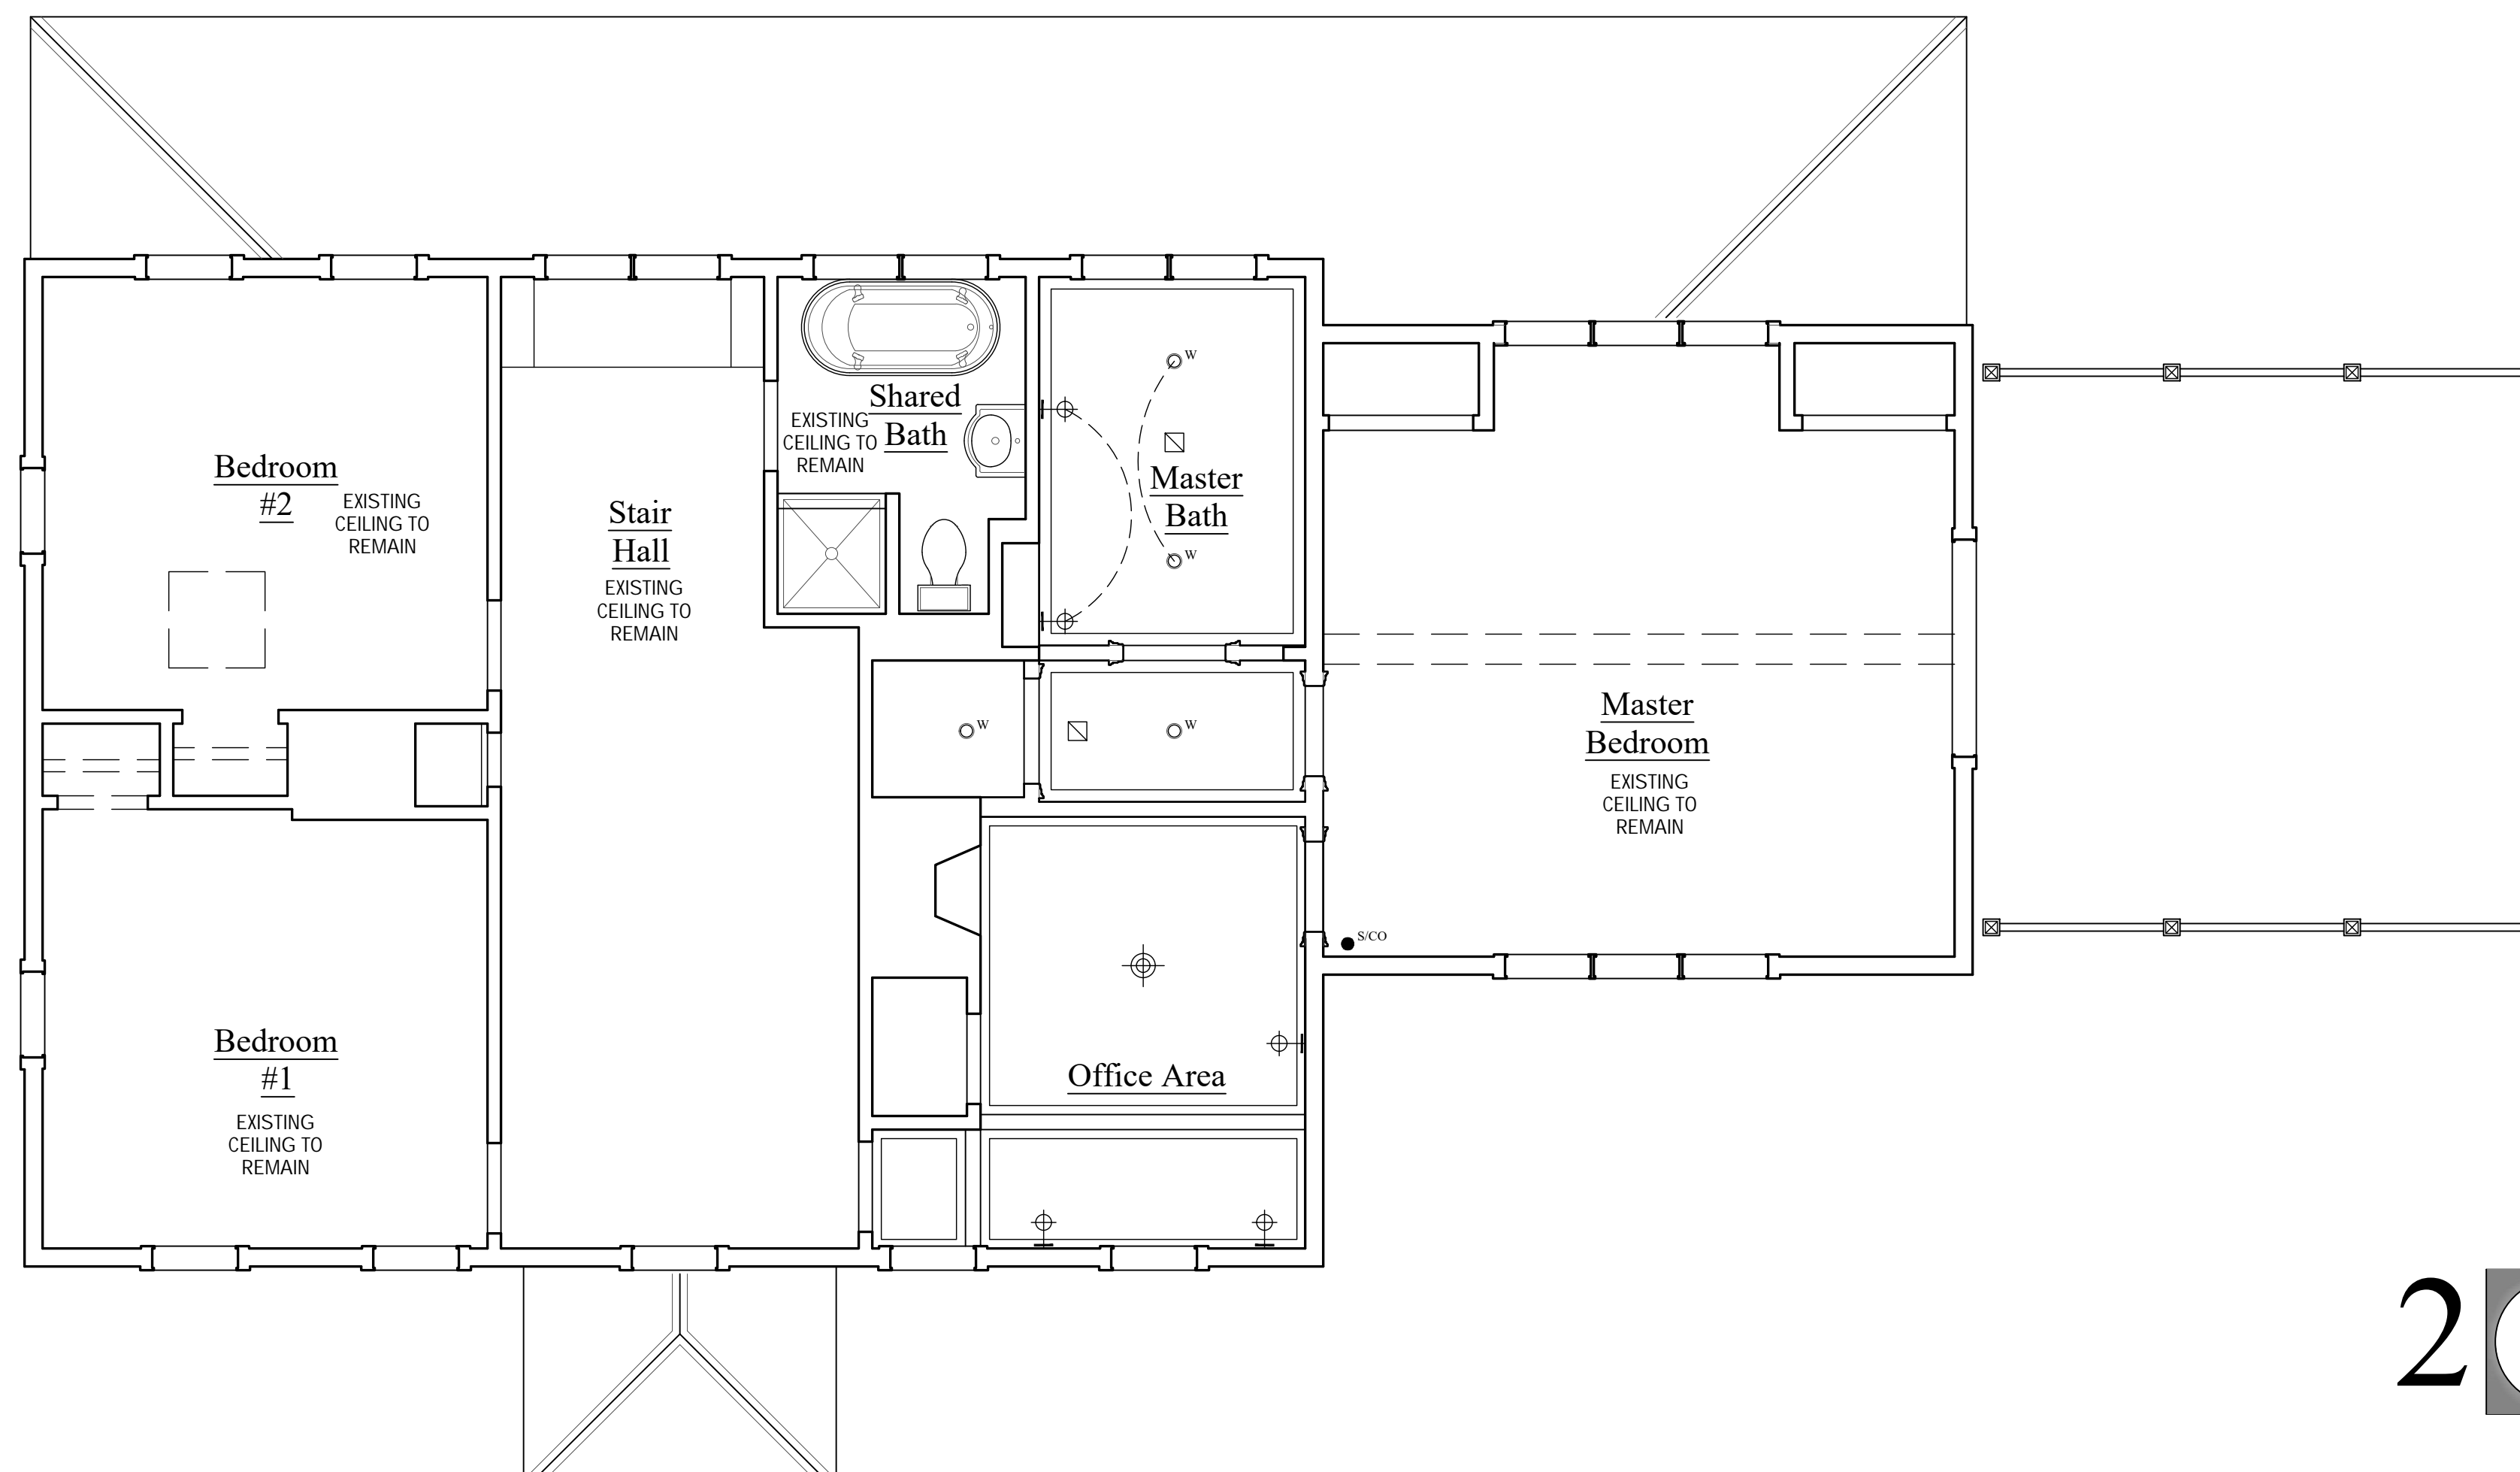 W
Shared
Bath
EXISTING
CEILING TO
REMAIN
Bedroom
#2
EXISTING
CEILING TO
REMAIN
Master
Bath
W
Stair
Hall
EXISTING
CEILING TO
REMAIN
W
W
Master
Bedroom
EXISTING
CEILING TO
REMAIN
S/CO
Bedroom
#1
EXISTING
CEILING TO
REMAIN
Office Area
2